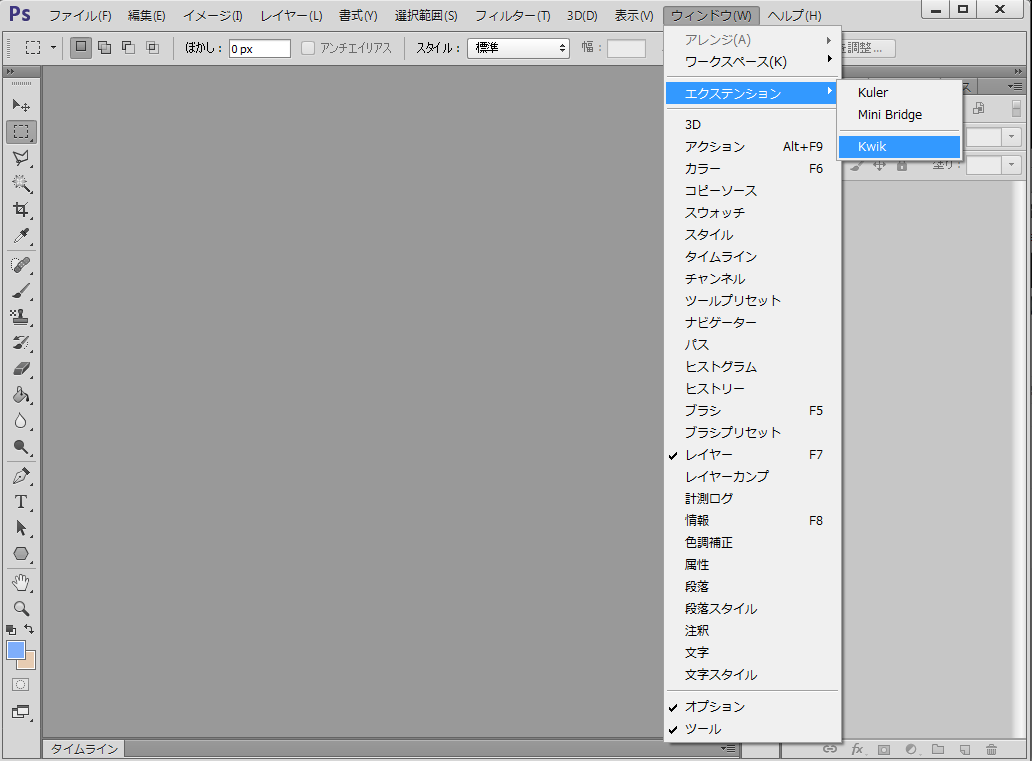 Ps ファイル(F) 編集(E) イメージ(I) レイヤー(L) 書式(Y) 選択範囲(S) フィルター(T) 3D(D) 表示(V) ウィンドウ(W) ヘルプ(H)
ぼかし : 0 px アンチエイリアス スタイル : 標準 幅 : を調整...
アレンジ(A)
ワークスペース(K)
エクステンション
Kuler
Mini Bridge
Kwik
塗り :
3D
アクション Alt+F9
カラー F6
コピーソース
スウォッチ
スタイル
タイムライン
チャンネル
ツールプリセット
ナビゲーター
パス
ヒストグラム
ヒストリー
ブラシ F5
ブラシプリセット
レイヤー F7
レイヤーカンプ
計測ログ
情報 F8
色調補正
属性
段落
段落スタイル
注釈
文字
文字スタイル
オプション
ツール
タイムライン
fx